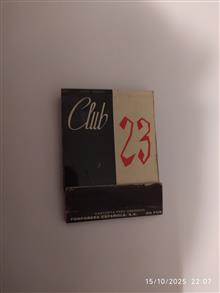 Club
23
FOSFORERA ESPAÑOLA, S.A.
15/10/2025  22:07